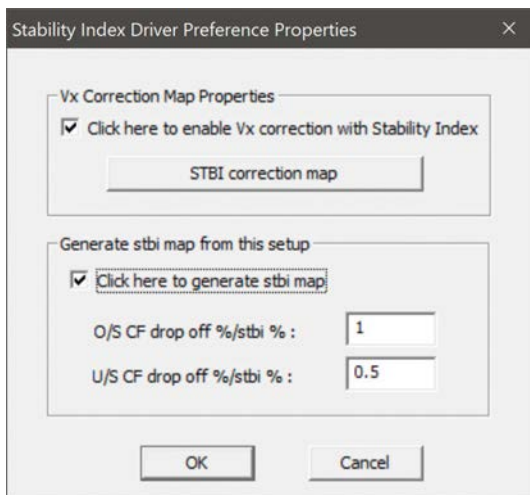 Stability Index Driver Preference Properties
Vx Correction Map Properties
Click here to enable Vx correction with Stability Index
STBI correction map
Generate stbi map from this setup
Click here to generate stbi map
O/S CF drop off %/stbi % : 1
U/S CF drop off %/stbi % : 0.5
OK Cancel